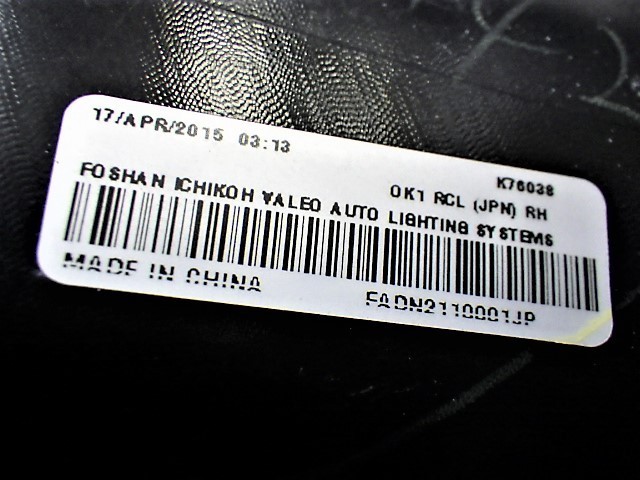 17/APR/2015 03:13
K76038
OK1 RCL (JPN) RH
FOSHAN ICHIKOH VALEO AUTO LIGHTING SYSTEMS
MADE IN CHINA
FADN2110001JP